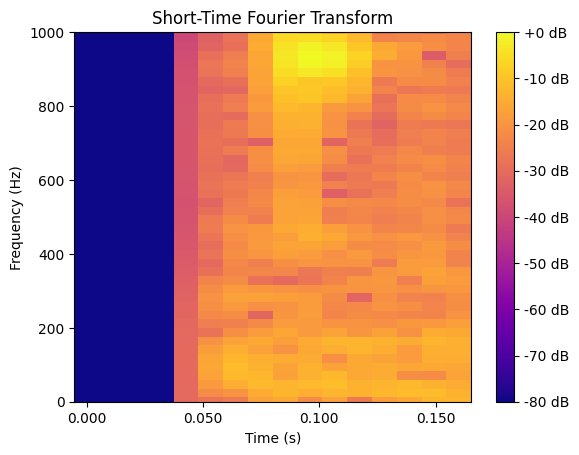 Short-Time Fourier Transform
Frequency (Hz)
1000
800
600
400
200
0
0.000
0.050
0.100
0.150
Time (s)
+0 dB
-10 dB
-20 dB
-30 dB
-40 dB
-50 dB
-60 dB
-70 dB
-80 dB